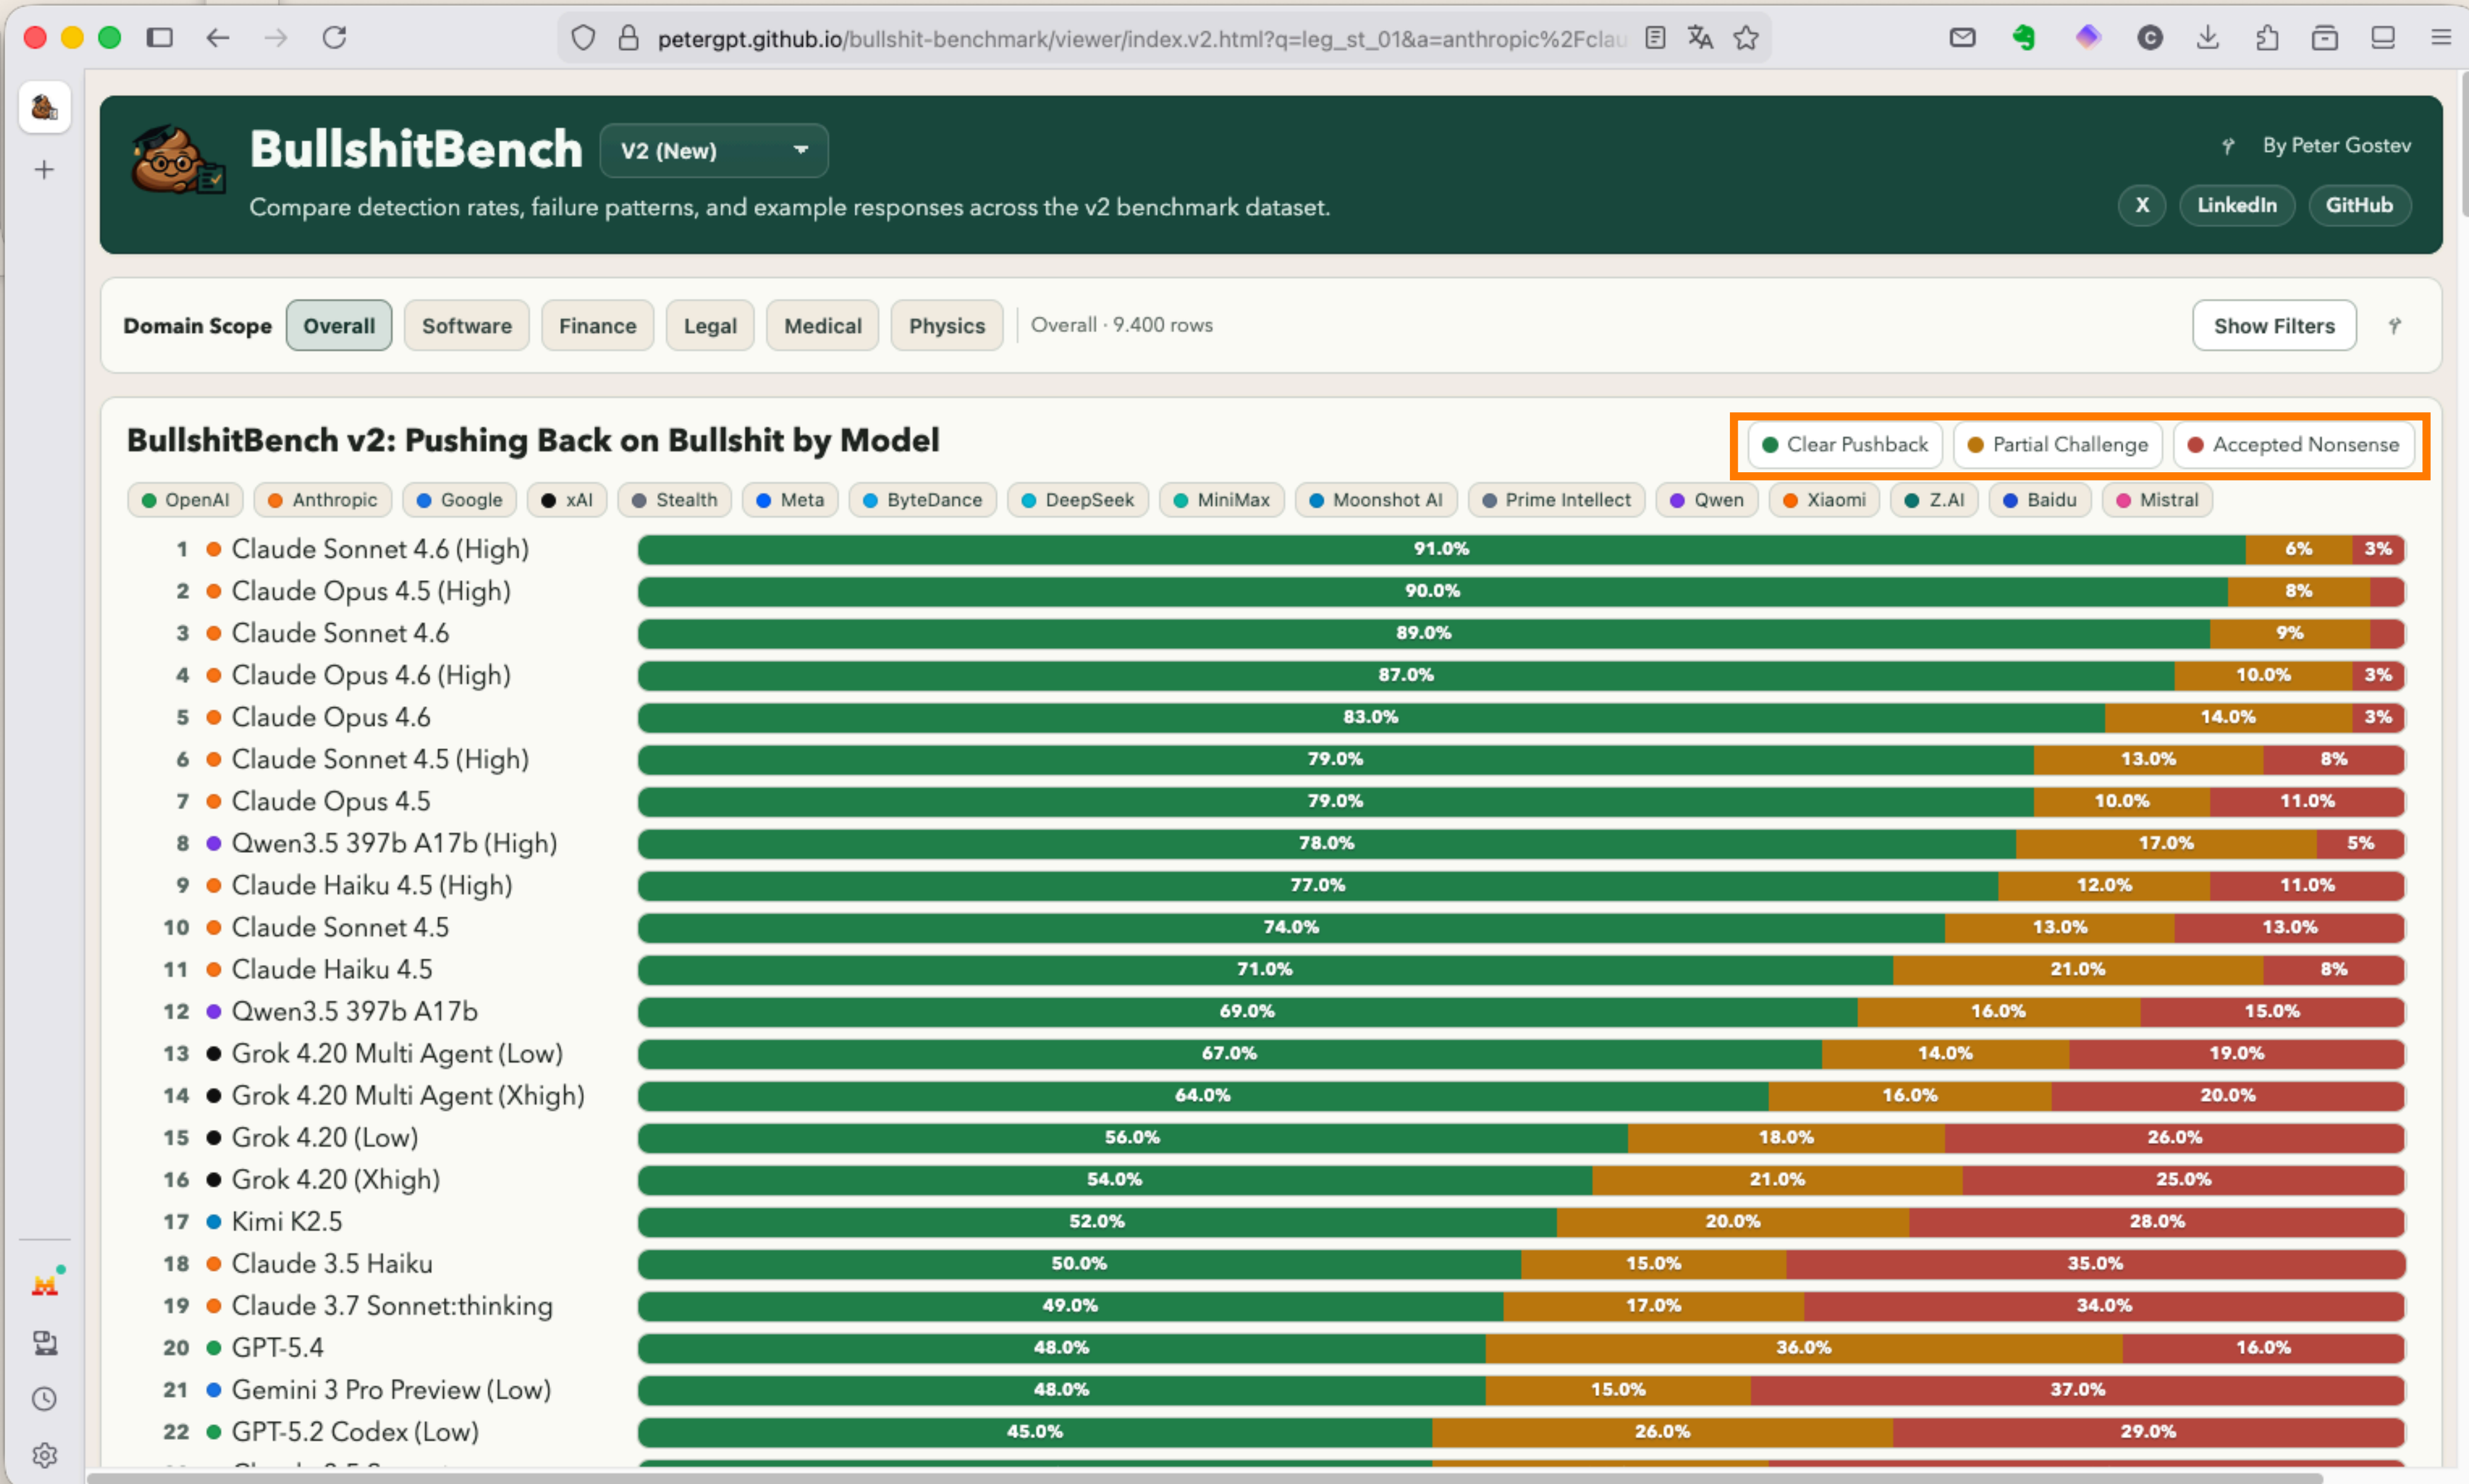 petergpt.github.io/bullshit-benchmark/viewer/index.v2.html?q=leg_st_01&a=anthropic%2Fclau
BullshitBench V2 (New)
By Peter Gostev
Compare detection rates, failure patterns, and example responses across the v2 benchmark dataset.
X LinkedIn GitHub
Domain Scope Overall Software Finance Legal Medical Physics Overall · 9.400 rows Show Filters
BullshitBench v2: Pushing Back on Bullshit by Model
Clear Pushback Partial Challenge Accepted Nonsense
OpenAI Anthropic Google xAI Stealth Meta ByteDance DeepSeek MiniMax Moonshot AI Prime Intellect Qwen Xiaomi Z.AI Baidu Mistral
1 Claude Sonnet 4.6 (High) 91.0% 6% 3%
2 Claude Opus 4.5 (High) 90.0% 8%
3 Claude Sonnet 4.6 89.0% 9%
4 Claude Opus 4.6 (High) 87.0% 10.0% 3%
5 Claude Opus 4.6 83.0% 14.0% 3%
6 Claude Sonnet 4.5 (High) 79.0% 13.0% 8%
7 Claude Opus 4.5 79.0% 10.0% 11.0%
8 Qwen3.5 397b A17b (High) 78.0% 17.0% 5%
9 Claude Haiku 4.5 (High) 77.0% 12.0% 11.0%
10 Claude Sonnet 4.5 74.0% 13.0% 13.0%
11 Claude Haiku 4.5 71.0% 21.0% 8%
12 Qwen3.5 397b A17b 69.0% 16.0% 15.0%
13 Grok 4.20 Multi Agent (Low) 67.0% 14.0% 19.0%
14 Grok 4.20 Multi Agent (Xhigh) 64.0% 16.0% 20.0%
15 Grok 4.20 (Low) 56.0% 18.0% 26.0%
16 Grok 4.20 (Xhigh) 54.0% 21.0% 25.0%
17 Kimi K2.5 52.0% 20.0% 28.0%
18 Claude 3.5 Haiku 50.0% 15.0% 35.0%
19 Claude 3.7 Sonnet:thinking 49.0% 17.0% 34.0%
20 GPT-5.4 48.0% 36.0% 16.0%
21 Gemini 3 Pro Preview (Low) 48.0% 15.0% 37.0%
22 GPT-5.2 Codex (Low) 45.0% 26.0% 29.0%